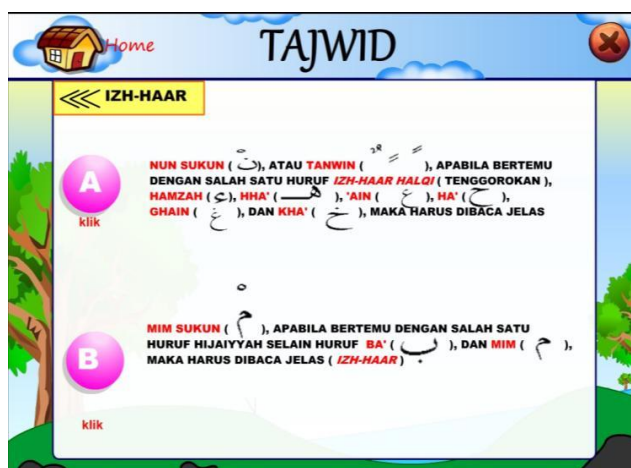 Home
TAJWID
IZH-HAAR
A
klik
NUN SUKUN ( نْ ), ATAU TANWIN ( ـٌ ـٍ ـً ), APABILA BERTEMU
DENGAN SALAH SATU HURUF IZH-HAAR HALQI ( TENGGOROKAN ),
HAMZAH ( ء ), HHA' ( هـ ), 'AIN ( ع ), HA' ( ح ),
GHAIN ( غ ), DAN KHA' ( خ ), MAKA HARUS DIBACA JELAS
B
klik
MIM SUKUN ( مْ ), APABILA BERTEMU DENGAN SALAH SATU
HURUF HIJAIYYAH SELAIN HURUF BA' ( ب ), DAN MIM ( م ),
MAKA HARUS DIBACA JELAS ( IZH-HAAR )